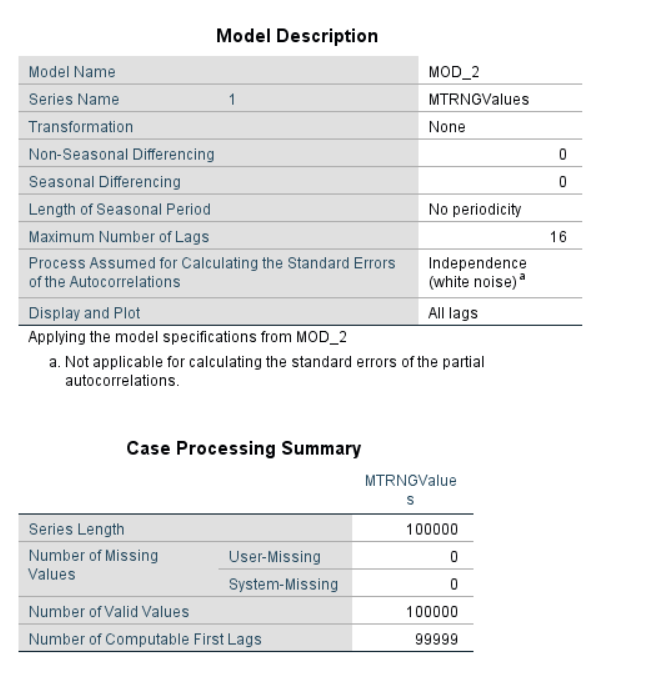 Model Description
Model Name MOD_2
Series Name 1 MTRNGValues
Transformation None
Non-Seasonal Differencing 0
Seasonal Differencing 0
Length of Seasonal Period No periodicity
Maximum Number of Lags 16
Process Assumed for Calculating the Standard Errors Independence
of the Autocorrelations (white noise) a
Display and Plot All lags
Applying the model specifications from MOD_2
a. Not applicable for calculating the standard errors of the partial
autocorrelations.
Case Processing Summary
MTRNGValue
s
Series Length 100000
Number of Missing User-Missing 0
Values
System-Missing 0
Number of Valid Values 100000
Number of Computable First Lags 99999